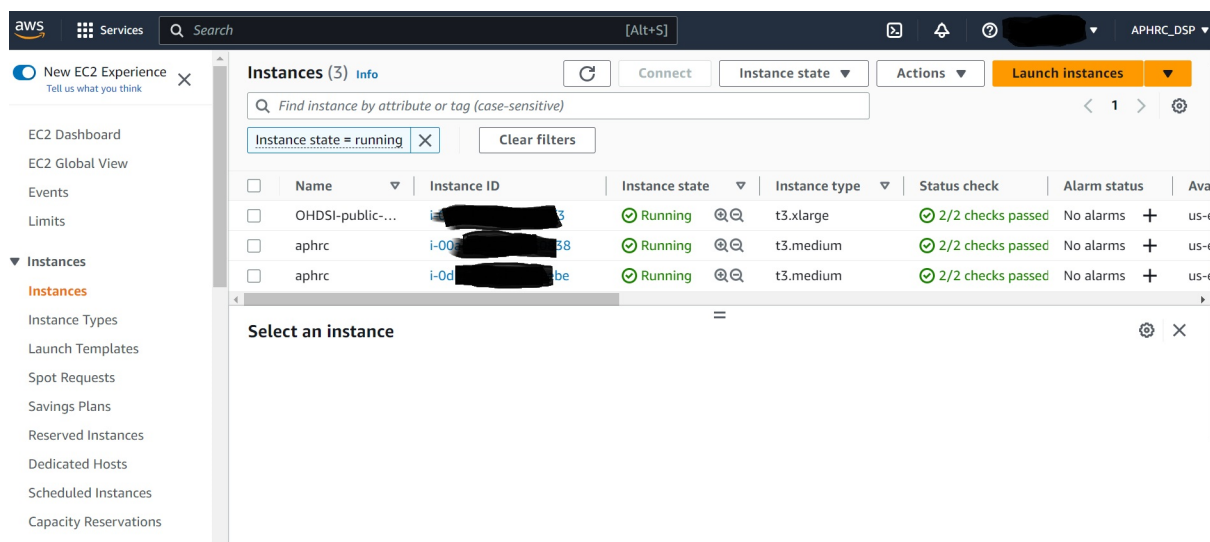 aws Services Search [Alt+S] APHRC_DSP
New EC2 Experience
Tell us what you think
EC2 Dashboard
EC2 Global View
Events
Limits
Instances
Instances
Instance Types
Launch Templates
Spot Requests
Savings Plans
Reserved Instances
Dedicated Hosts
Scheduled Instances
Capacity Reservations
Instances (3) Info Connect Instance state Actions Launch instances
Find instance by attribute or tag (case-sensitive) 1
Instance state = running Clear filters
Name Instance ID Instance state Instance type Status check Alarm status Ava
OHDSI-public-... i- 3 Running t3.xlarge 2/2 checks passed No alarms + us-e
aphrc i-00 38 Running t3.medium 2/2 checks passed No alarms + us-e
aphrc i-0d be Running t3.medium 2/2 checks passed No alarms + us-e
Select an instance